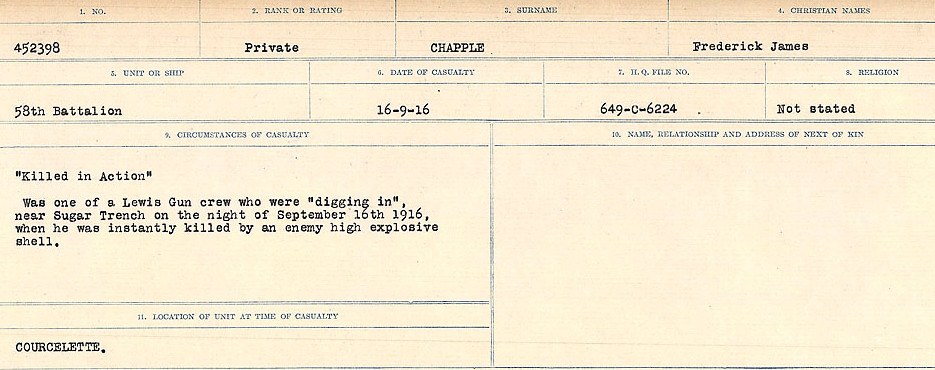 1. NO. 2. RANK OR RATING 3. SURNAME 4. CHRISTIAN NAMES
452398 Private CHAPPLE Frederick James
5. UNIT OR SHIP 6. DATE OF CASUALTY 7. H. Q. FILE NO. 8. RELIGION
58th Battalion 16-9-16 649-C-6224 . Not stated
9. CIRCUMSTANCES OF CASUALTY 10. NAME, RELATIONSHIP AND ADDRESS OF NEXT OF KIN
"Killed in Action"
Was one of a Lewis Gun crew who were "digging in",
near Sugar Trench on the night of September 16th 1916,
when he was instantly killed by an enemy high explosive
shell.
11. LOCATION OF UNIT AT TIME OF CASUALTY
COURCELETTE.